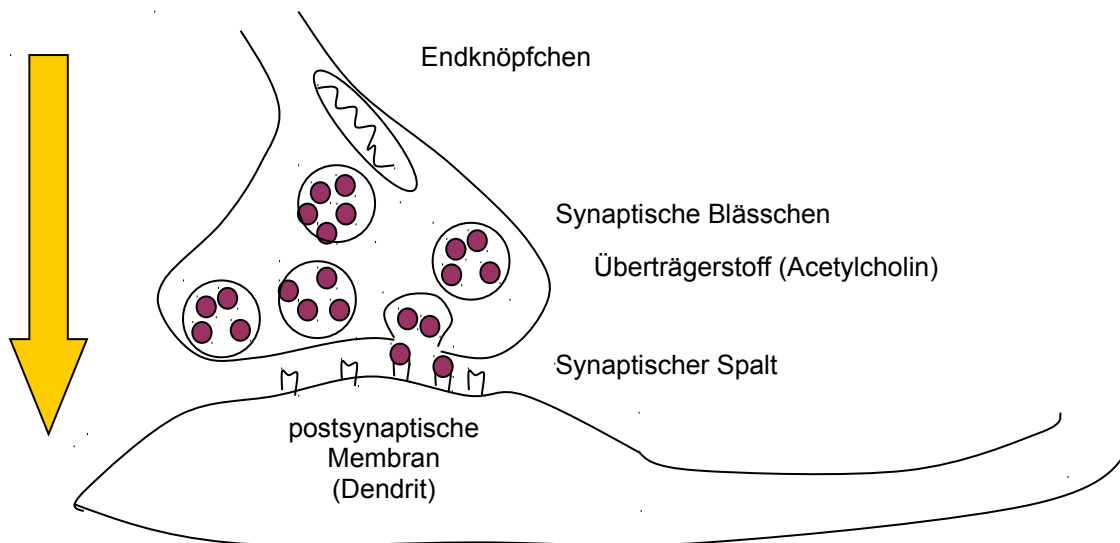 Endknöpfchen
Synaptische Blässchen
Überträgerstoff (Acetylcholin)
Synaptischer Spalt
postsynaptische
Membran
(Dendrit)